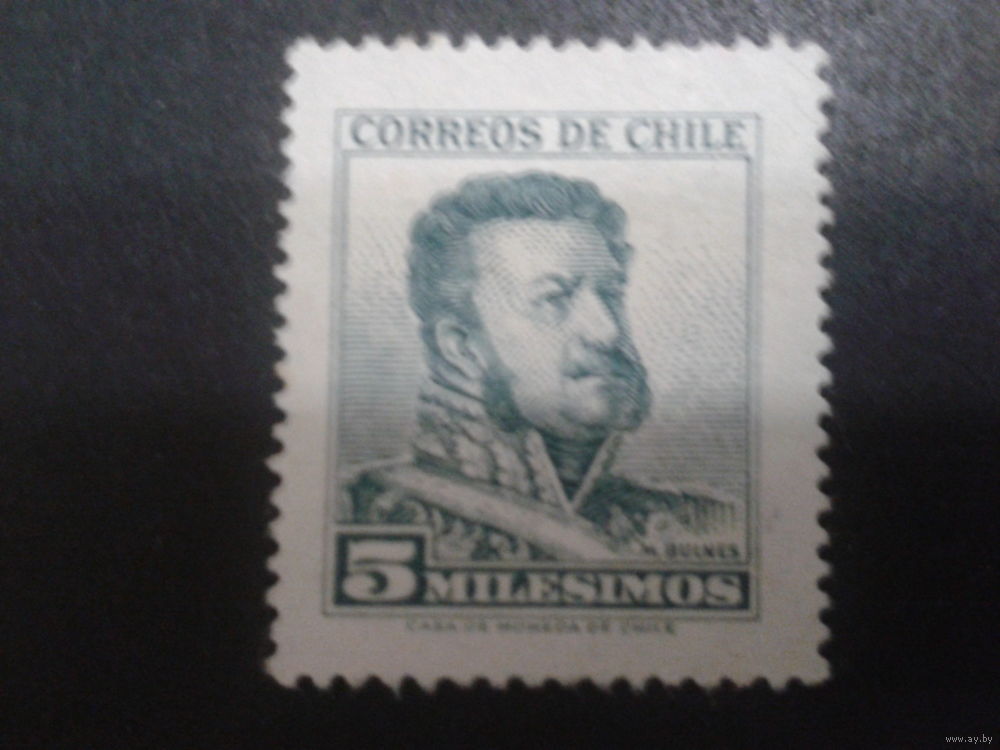 CORREOS DE CHILE
M. BULNES
5 MILESIMOS
CASA DE MONEDA DE CHILE
www.ay.by